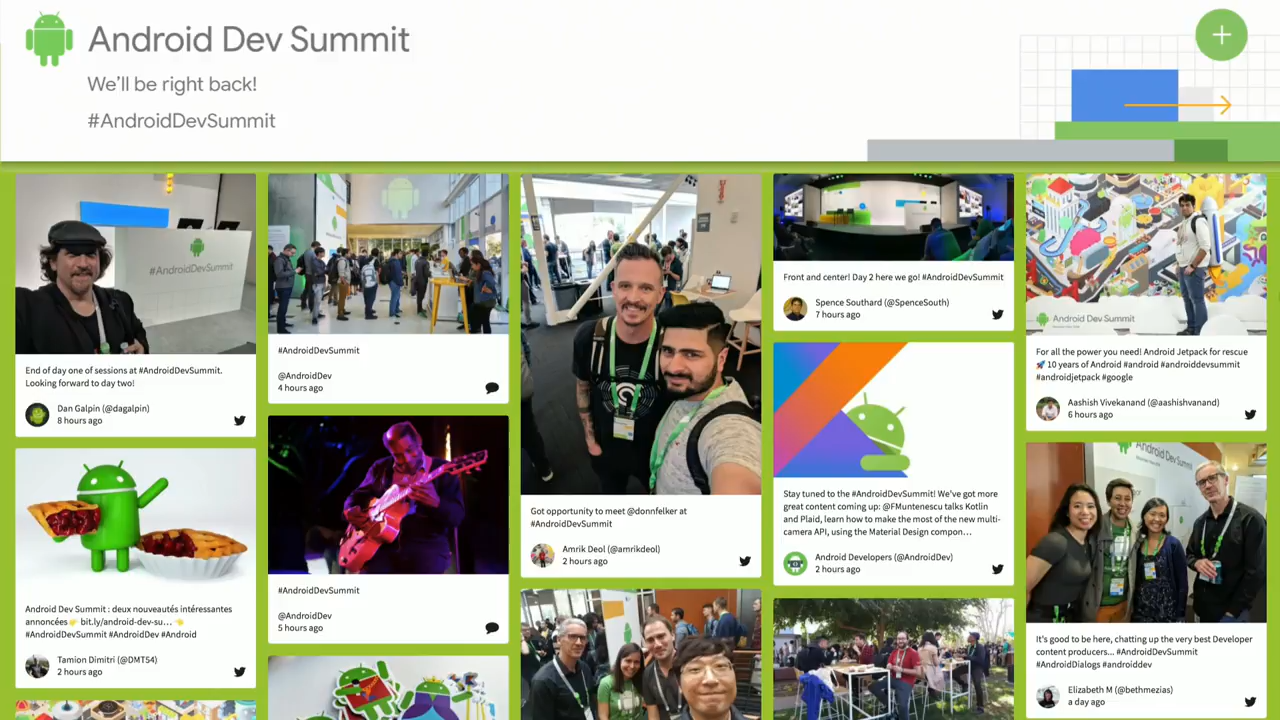 Android Dev Summit
We'll be right back!
#AndroidDevSummit
#AndroidDevSummit
End of day one of sessions at #AndroidDevSummit.
Looking forward to day two!
Dan Galpin (@dagalpin)
8 hours ago
Android Dev Summit : deux nouveautés intéressantes
annoncées👉 bit.ly/android-dev-su... 👈
#AndroidDevSummit #AndroidDev #Android
Tamion Dimitri (@DMT54)
2 hours ago
#AndroidDevSummit
@AndroidDev
4 hours ago
#AndroidDevSummit
@AndroidDev
5 hours ago
Got opportunity to meet @donnfelker at
#AndroidDevSummit
Amrik Deol (@amrikdeol)
2 hours ago
Front and center! Day 2 here we go! #AndroidDevSummit
Spence Southard (@SpenceSouth)
7 hours ago
Stay tuned to the #AndroidDevSummit! We've got more
great content coming up: @FMuntenescu talks Kotlin
and Plaid, learn how to make the most of the new multi-
camera API, using the Material Design compon...
Android Developers (@AndroidDev)
2 hours ago
Android Dev Summit
For all the power you need! Android Jetpack for rescue
🚀 10 years of Android #android #androiddevsummit
#androidjetpack #google
Aashish Vivekanand (@aashishvanand)
6 hours ago
Android Dev Summit
It's good to be here, chatting up the very best Developer
content producers... #AndroidDevSummit
#AndroidDialogs #androiddev
Elizabeth M (@bethmezias)
a day ago